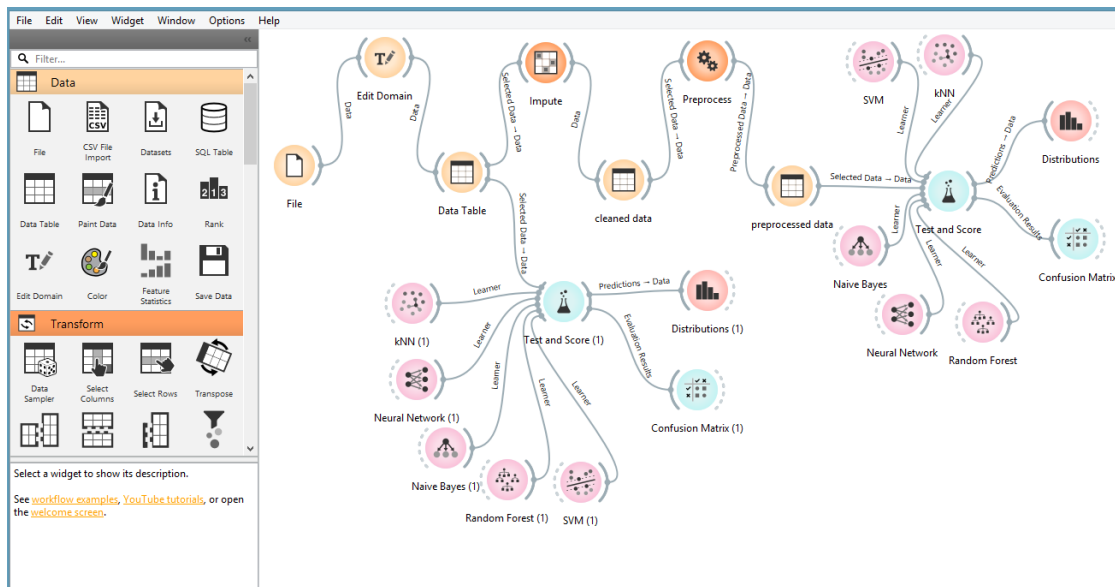 File Edit View Widget Window Options Help
Filter...
Data
File
CSV File
Import
Datasets
SQL Table
Data Table
Paint Data
Data Info
Rank
Edit Domain
Color
Feature
Statistics
Save Data
Transform
Data
Sampler
Select
Columns
Select Rows
Transpose
Select a widget to show its description.
See workflow examples, YouTube tutorials, or open
the welcome screen.
File
Data
Edit Domain
Data
Data Table
Selected Data → Data
Impute
Data
cleaned data
Selected Data → Data
Preprocess
Preprocessed Data → Data
preprocessed data
Selected Data → Data
SVM
Learner
kNN
Learner
Test and Score
Predictions → Data
Distributions
Evaluation Results
Confusion Matrix
Learner
Naive Bayes
Learner
Neural Network
Learner
Random Forest
Selected Data → Data
Learner
kNN (1)
Test and Score (1)
Predictions → Data
Distributions (1)
Evaluation Results
Confusion Matrix (1)
Learner
Neural Network (1)
Learner
Naive Bayes (1)
Learner
Random Forest (1)
Learner
SVM (1)